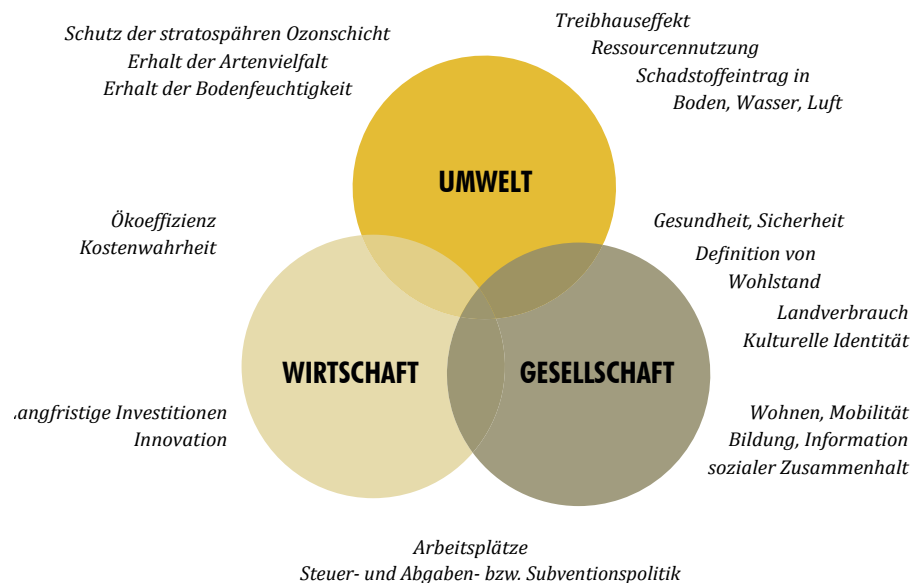 Treibhauseffekt
Ressourcennutzung
Schadstoffeintrag in
Boden, Wasser, Luft
Schutz der stratospähren Ozonschicht
Erhalt der Artenvielfalt
Erhalt der Bodenfeuchtigkeit
UMWELT
Ökoeffizienz
Kostenwahrheit
Gesundheit, Sicherheit
Definition von
Wohlstand
Landverbrauch
Kulturelle Identität
WIRTSCHAFT
GESELLSCHAFT
angfristige Investitionen
Innovation
Wohnen, Mobilität
Bildung, Information
sozialer Zusammenhalt
Arbeitsplätze
Steuer- und Abgaben- bzw. Subventionspolitik